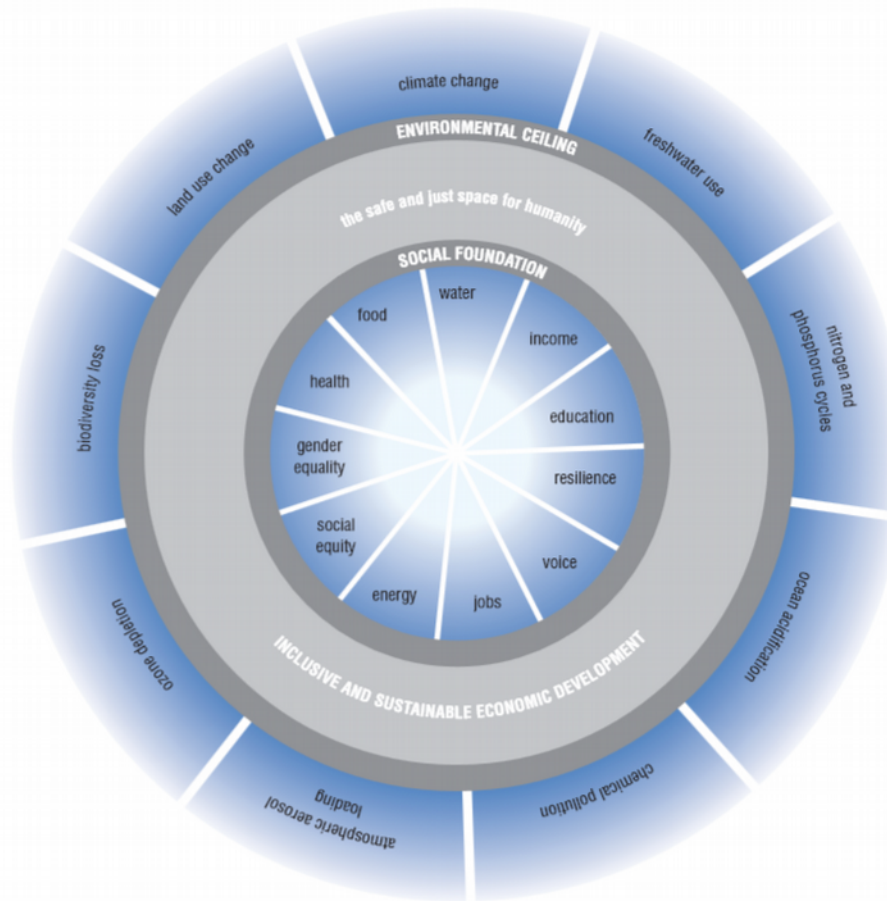 climate change
freshwater use
nitrogen and
phosphorus cycles
ocean acidification
chemical pollution
atmospheric aerosol
loading
ozone depletion
biodiversity loss
land use change
ENVIRONMENTAL CEILING
the safe and just space for humanity
SOCIAL FOUNDATION
water
income
education
resilience
voice
jobs
energy
social
equity
gender
equality
health
food
INCLUSIVE AND SUSTAINABLE ECONOMIC DEVELOPMENT